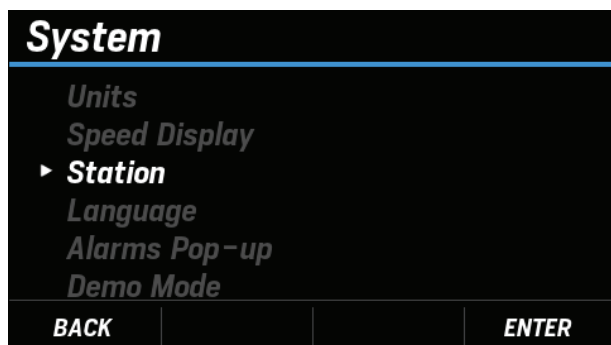 System
Units
Speed Display
Station
Language
Alarms Pop-up
Demo Mode
BACK ENTER